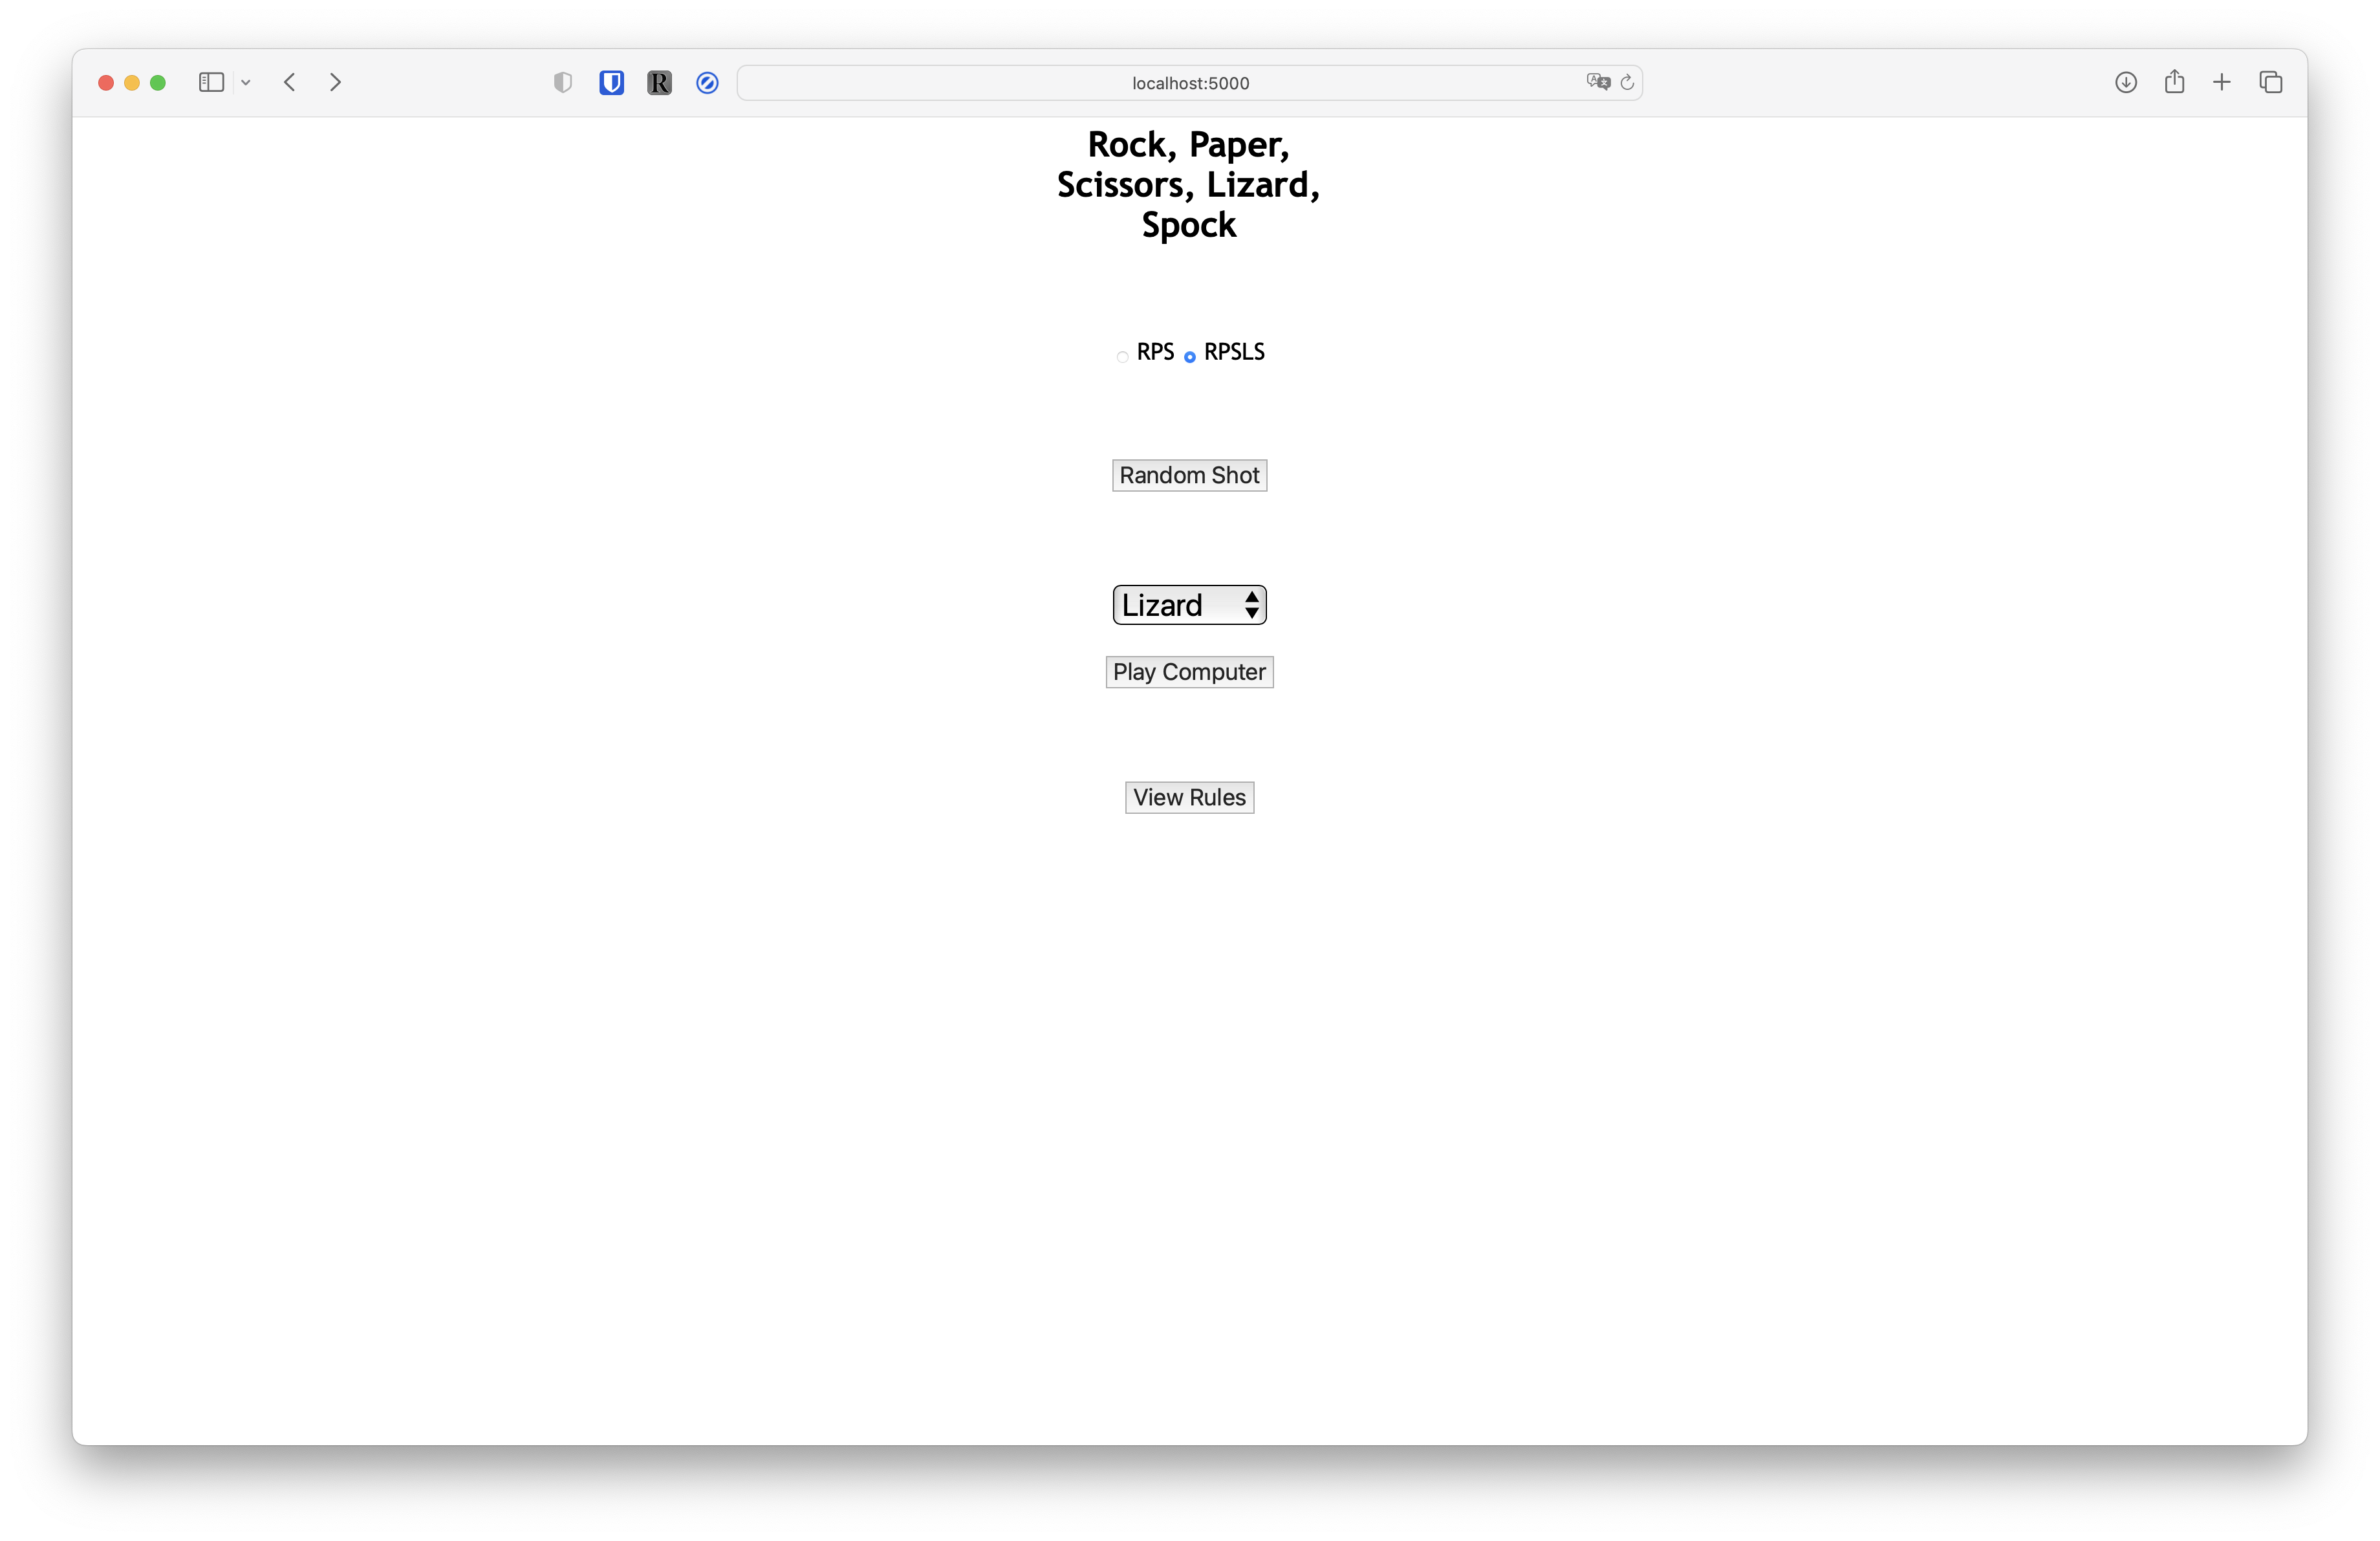 R
localhost:5000
Rock, Paper,
Scissors, Lizard,
Spock
RPS RPSLS
Random Shot
Lizard
Play Computer
View Rules